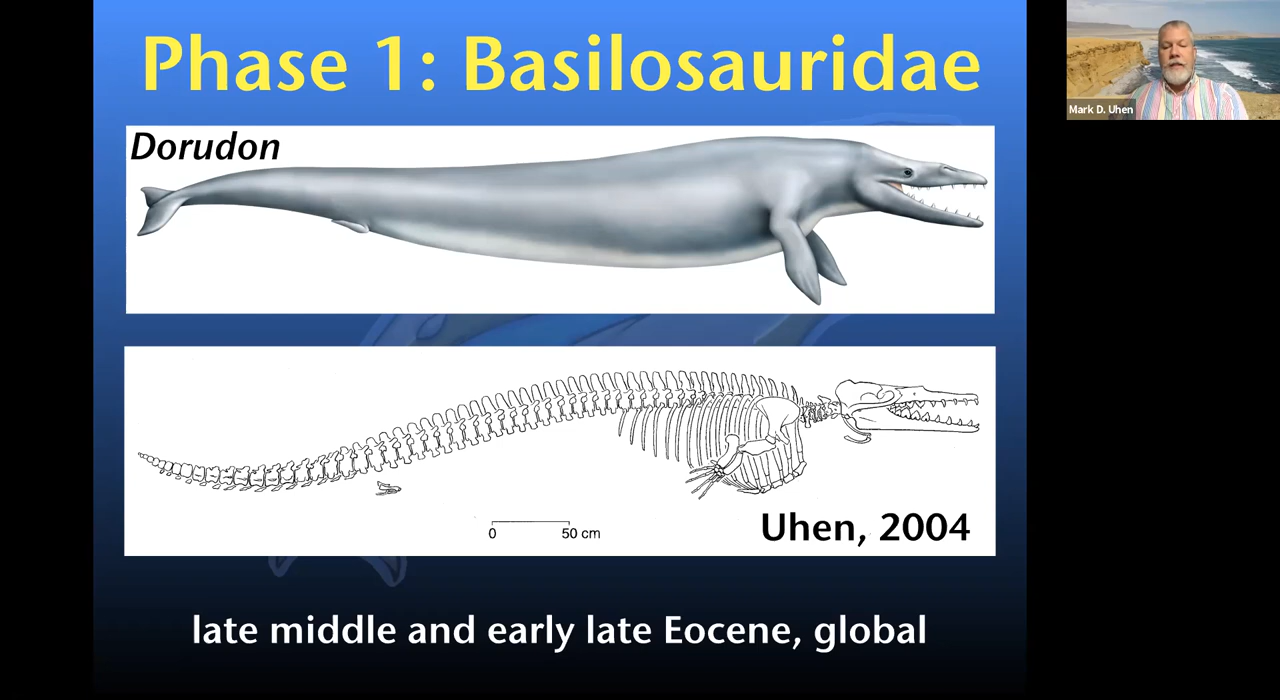 Phase 1: Basilosauridae
Mark D. Uhen
Dorudon
0 50 cm
Uhen, 2004
late middle and early late Eocene, global